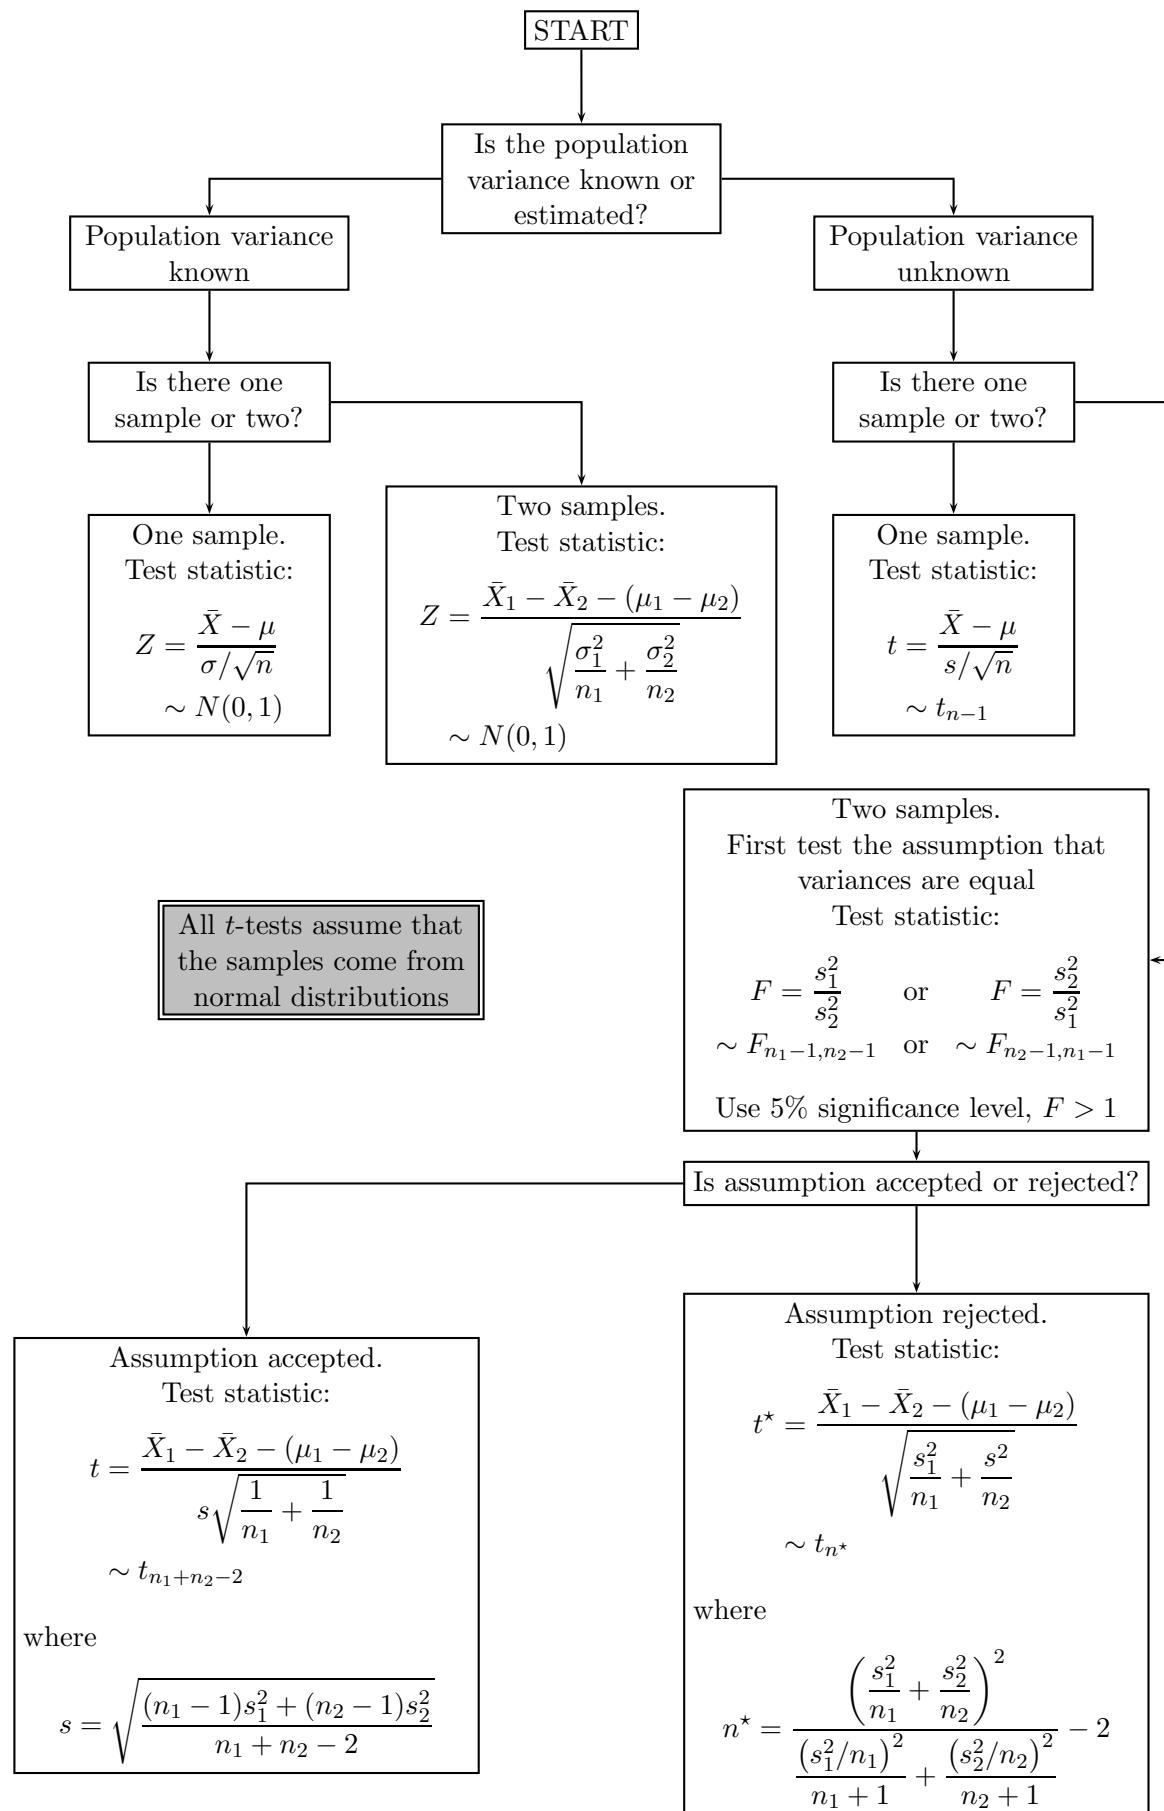 START
Is the population
variance known or
estimated?
Population variance
known
Population variance
unknown
Is there one
sample or two?
Is there one
sample or two?
One sample.
Test statistic:
Z = (X̄ − μ) / (σ/√n)
∼ N(0, 1)
Two samples.
Test statistic:
Z = (X̄₁ − X̄₂ − (μ₁ − μ₂)) / √(σ₁²/n₁ + σ₂²/n₂)
∼ N(0, 1)
One sample.
Test statistic:
t = (X̄ − μ) / (s/√n)
∼ tₙ₋₁
Two samples.
First test the assumption that
variances are equal
Test statistic:
F = s₁²/s₂² or F = s₂²/s₁²
∼ F_{n₁−1,n₂−1} or ∼ F_{n₂−1,n₁−1}
Use 5% significance level, F > 1
All t-tests assume that
the samples come from
normal distributions
Is assumption accepted or rejected?
Assumption accepted.
Test statistic:
t = (X̄₁ − X̄₂ − (μ₁ − μ₂)) / (s√(1/n₁ + 1/n₂))
∼ t_{n₁+n₂−2}
where
s = √(((n₁ − 1)s₁² + (n₂ − 1)s₂²) / (n₁ + n₂ − 2))
Assumption rejected.
Test statistic:
t⋆ = (X̄₁ − X̄₂ − (μ₁ − μ₂)) / √(s₁²/n₁ + s²/n₂)
∼ t_{n⋆}
where
n⋆ = (s₁²/n₁ + s₂²/n₂)² / ((s₁²/n₁)²/(n₁ + 1) + (s₂²/n₂)²/(n₂ + 1)) − 2